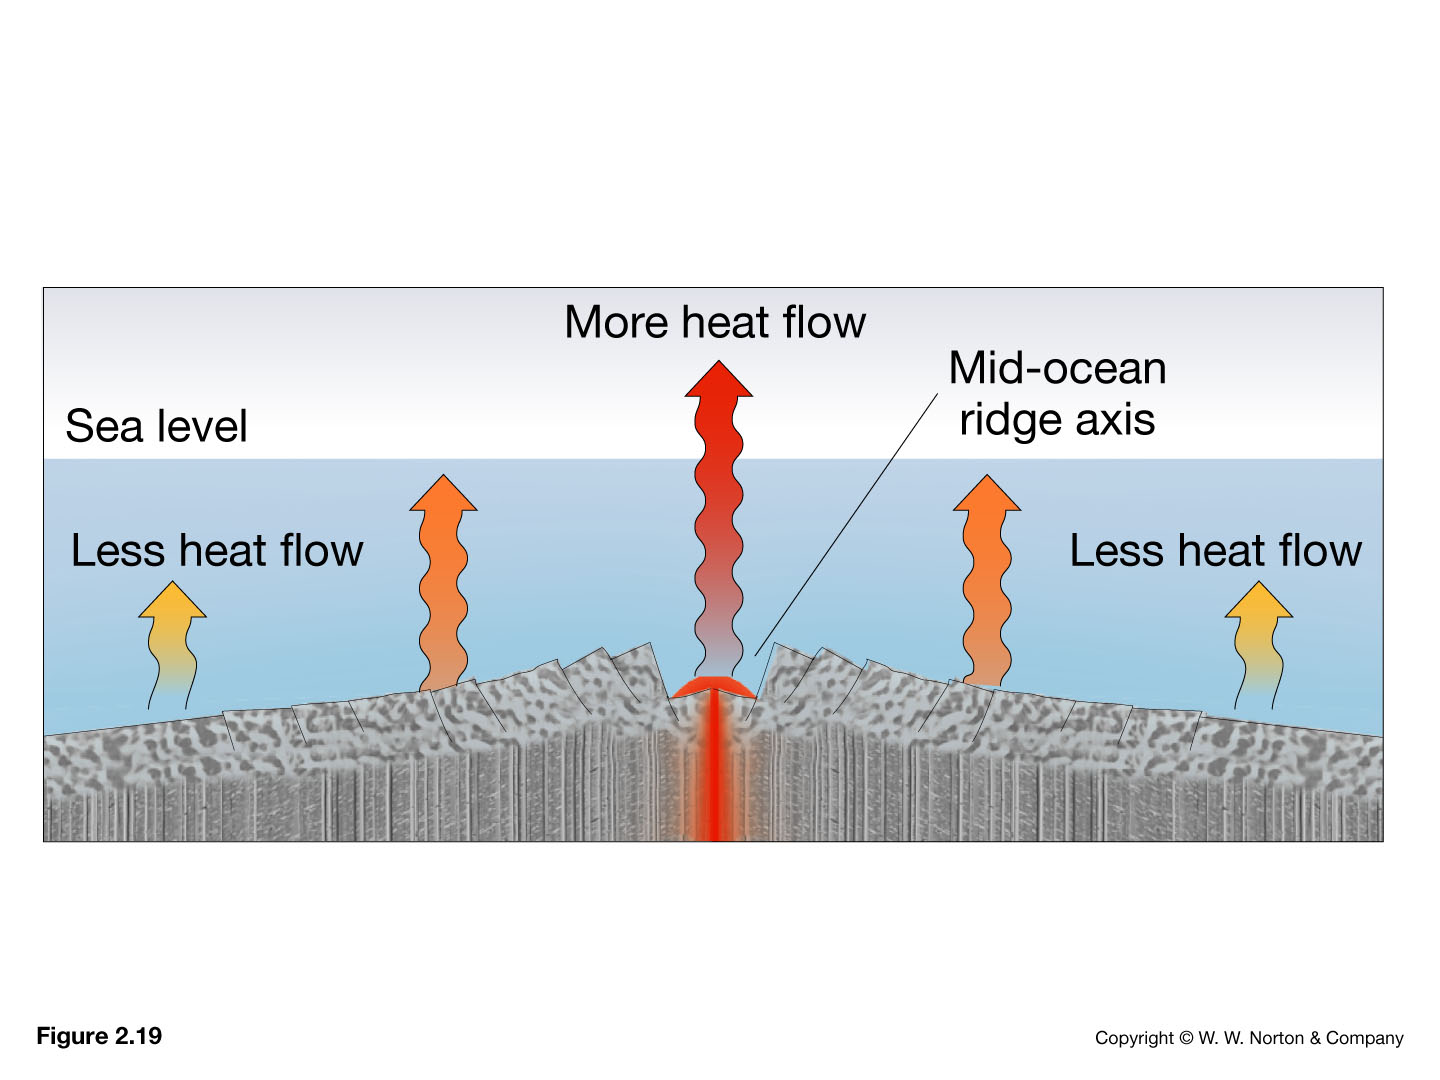 More heat flow
Mid-ocean
ridge axis
Sea level
Less heat flow
Less heat flow
Figure 2.19
Copyright © W. W. Norton & Company